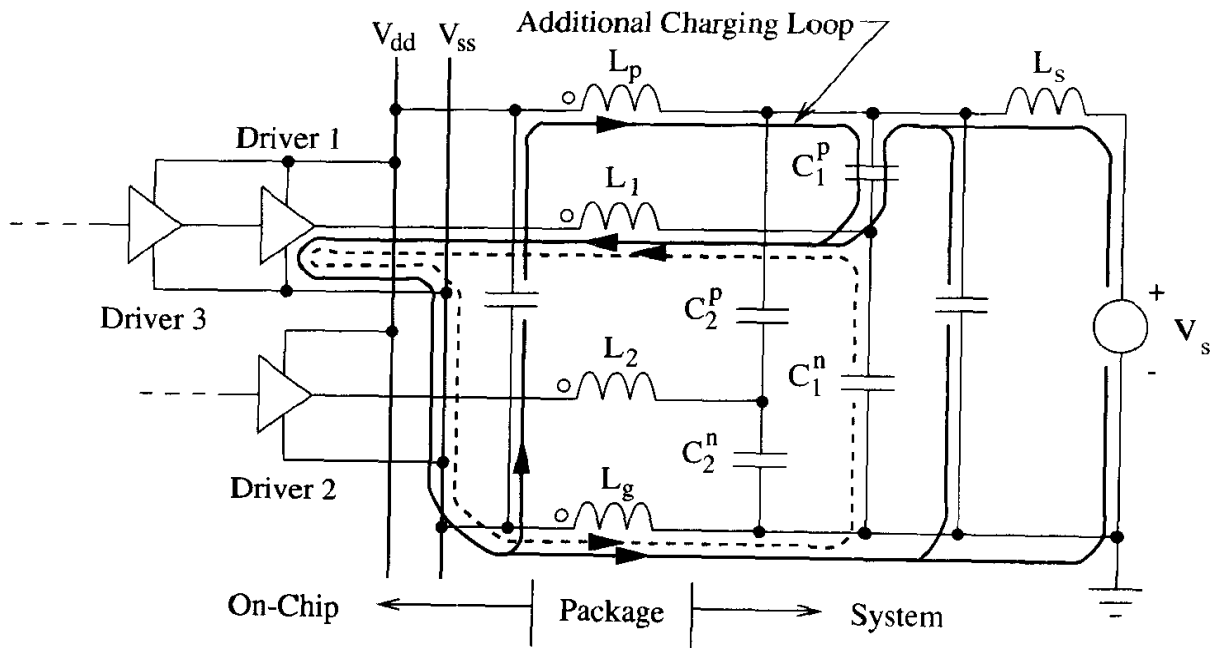 Additional Charging Loop
V_dd
V_ss
L_p
L_s
Driver 1
C_1^p
L_1
Driver 3
C_2^p
+
V_s
-
L_2
C_1^n
C_2^n
Driver 2
L_g
On-Chip
Package
System